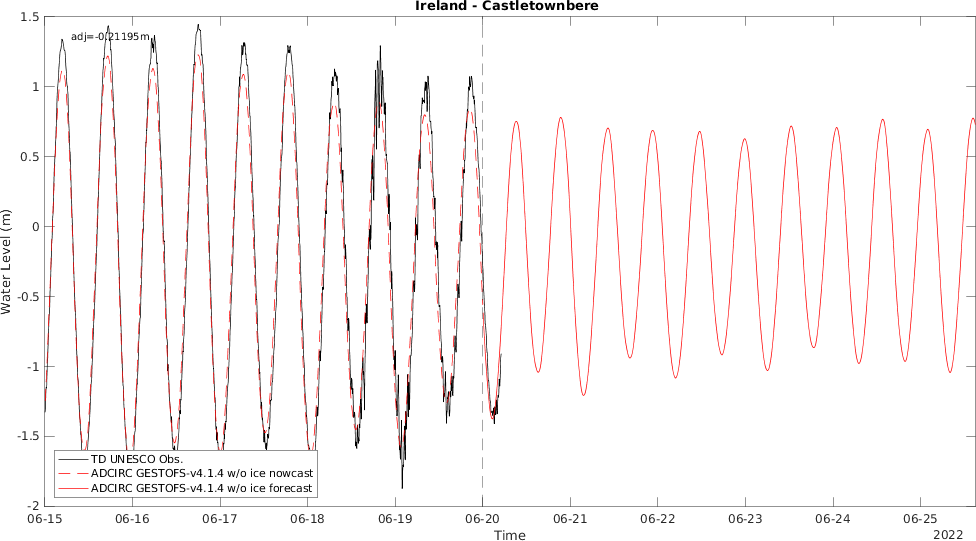 Ireland - Castletownbere
adj=-0.21195m
1.5
1
0.5
0
-0.5
-1
-1.5
-2
Water Level (m)
TD UNESCO Obs.
ADCIRC GESTOFS-v4.1.4 w/o ice nowcast
ADCIRC GESTOFS-v4.1.4 w/o ice forecast
06-15 06-16 06-17 06-18 06-19 06-20 06-21 06-22 06-23 06-24 06-25
Time
2022